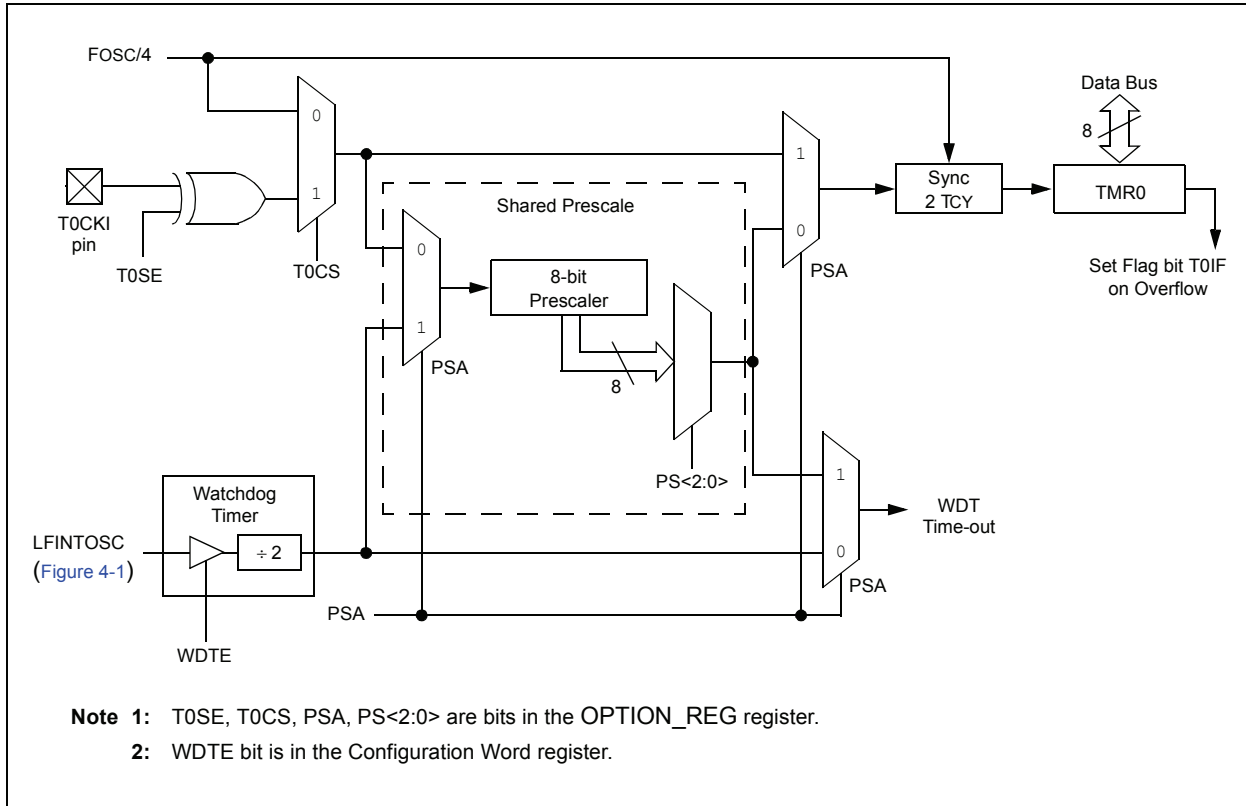 FOSC/4
Data Bus
8
0
1
1
0
T0CKI
pin
T0SE
T0CS
Shared Prescale
0
1
8-bit
Prescaler
8
PSA
PS<2:0>
PSA
Sync
2 TCY
TMR0
Set Flag bit T0IF
on Overflow
Watchdog
Timer
LFINTOSC
(Figure 4-1)
÷ 2
WDTE
PSA
1
0
PSA
WDT
Time-out
Note 1: T0SE, T0CS, PSA, PS<2:0> are bits in the OPTION_REG register.
2: WDTE bit is in the Configuration Word register.